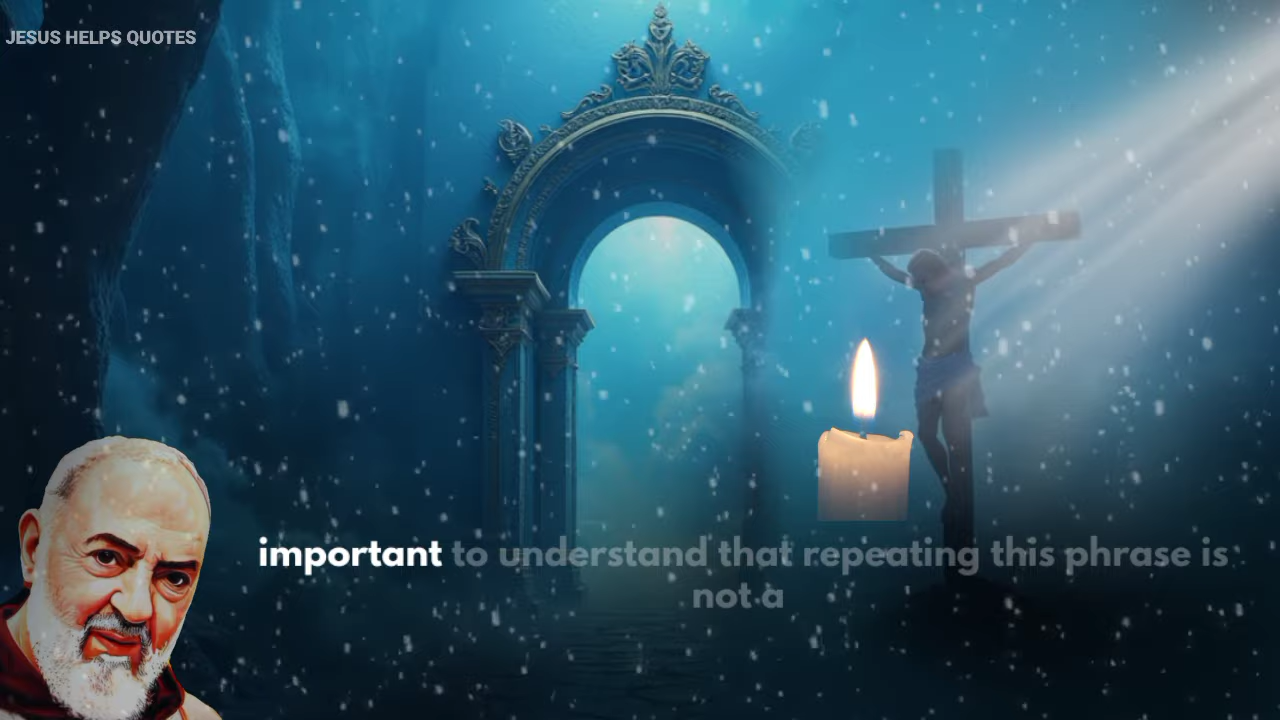 JESUS HELPS QUOTES
important to understand that repeating this phrase is
not a